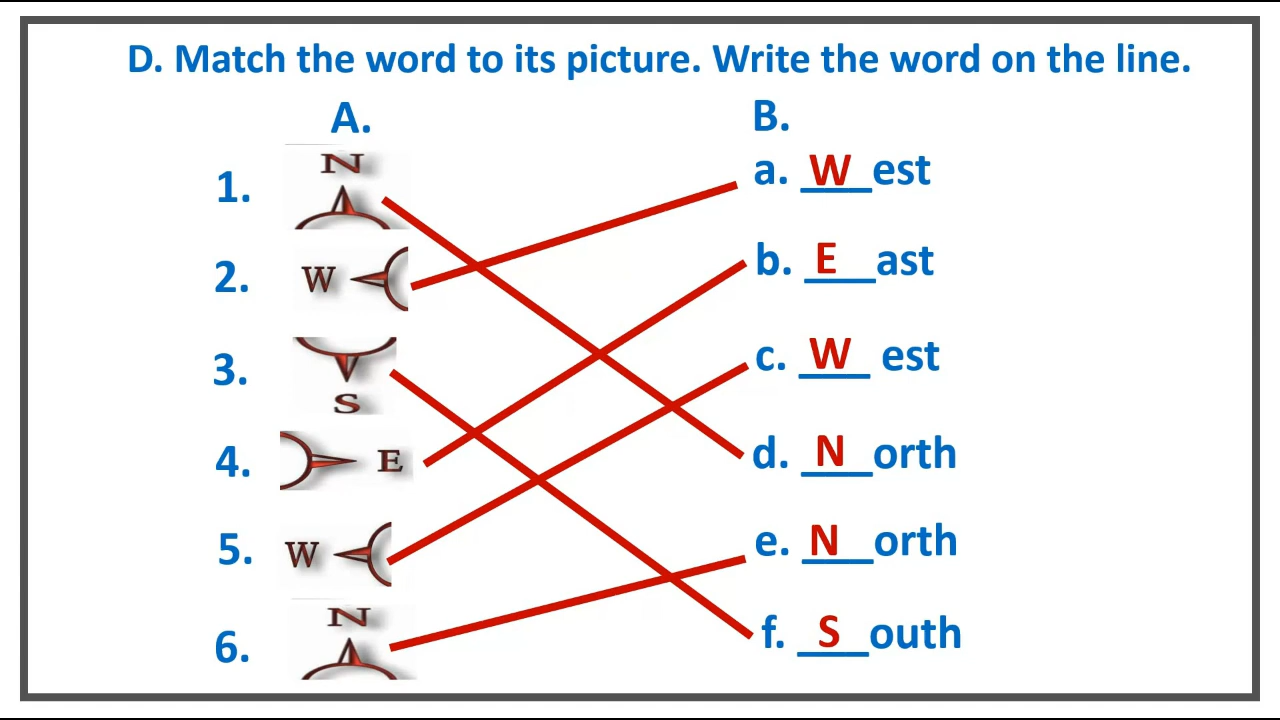 D. Match the word to its picture. Write the word on the line.
A. B.
1. N a. W est
2. W b. E ast
3. S c. W est
4. E d. N orth
5. W e. N orth
6. N f. S outh